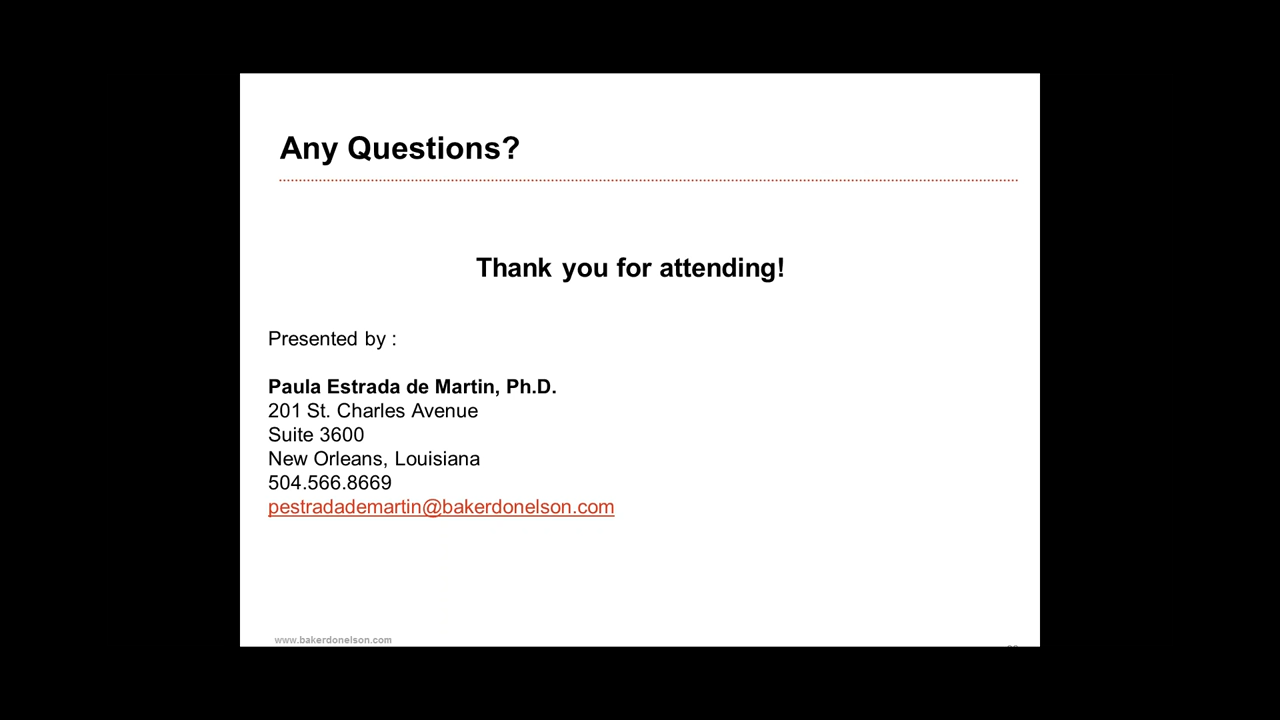 Any Questions?
Thank you for attending!
Presented by :
Paula Estrada de Martin, Ph.D.
201 St. Charles Avenue
Suite 3600
New Orleans, Louisiana
504.566.8669
pestradademartin@bakerdonelson.com
www.bakerdonelson.com